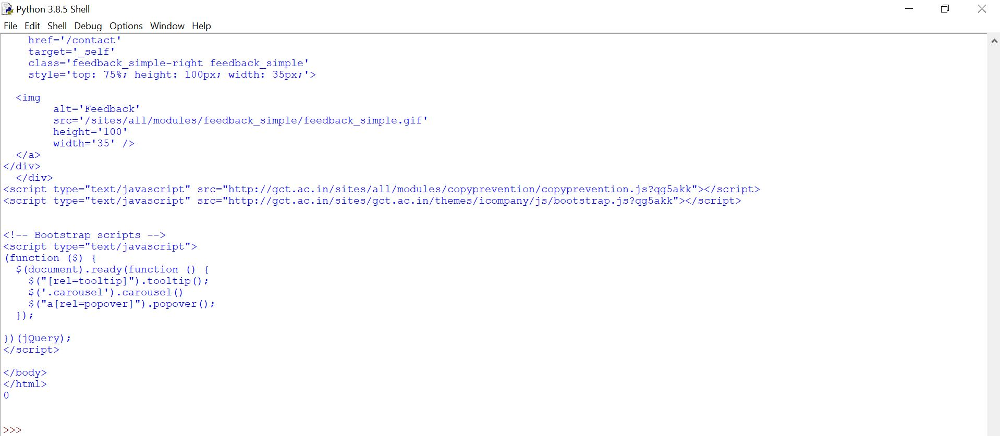 Python 3.8.5 Shell
File Edit Shell Debug Options Window Help
href='/contact'
target='_self'
class='feedback_simple-right feedback_simple'
style='top: 75%; height: 100px; width: 35px;'>
<img
alt='Feedback'
src='/sites/all/modules/feedback_simple/feedback_simple.gif'
height='100'
width='35' />
</a>
</div>
</div>
<script type="text/javascript" src="http://gct.ac.in/sites/all/modules/copyprevention/copyprevention.js?qg5akk"></script>
<script type="text/javascript" src="http://gct.ac.in/sites/gct.ac.in/themes/icompany/js/bootstrap.js?qg5akk"></script>
<!-- Bootstrap scripts -->
<script type="text/javascript">
(function ($) {
$(document).ready(function () {
$("[rel=tooltip]").tooltip();
$('.carousel').carousel()
$("a[rel=popover]").popover();
});
})(jQuery);
</script>
</body>
</html>
0
>>>